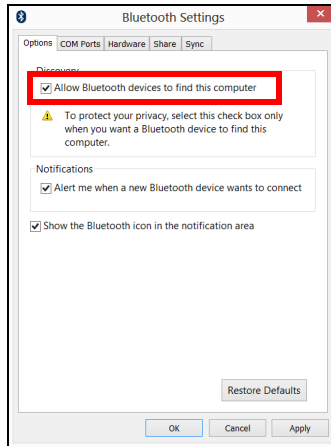 Bluetooth Settings
Options COM Ports Hardware Share Sync
Discovery
Allow Bluetooth devices to find this computer
To protect your privacy, select this check box only
when you want a Bluetooth device to find this
computer.
Notifications
Alert me when a new Bluetooth device wants to connect
Show the Bluetooth icon in the notification area
Restore Defaults
OK Cancel Apply